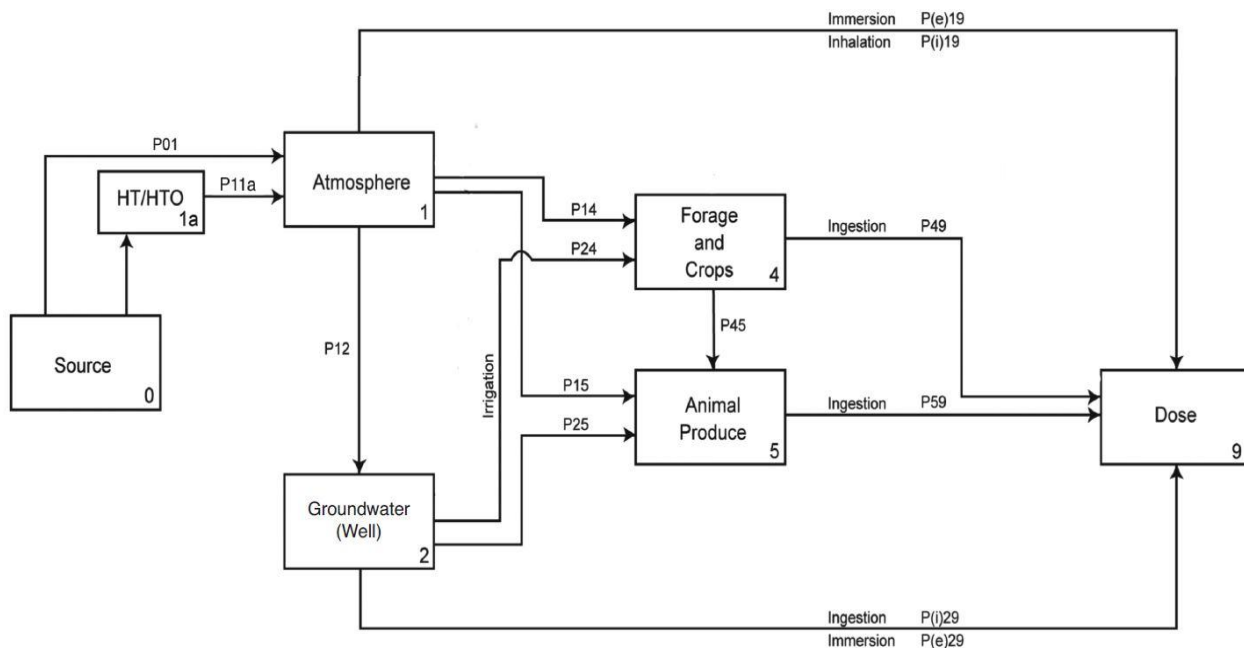 Immersion P(e)19
Inhalation P(i)19
P01
HT/HTO
1a
P11a
Atmosphere
1
P14
P24
Forage
and
Crops
4
Ingestion P49
Source
0
P12
Irrigation
P45
P15
P25
Animal
Produce
5
Ingestion P59
Dose
9
Groundwater
(Well)
2
Ingestion P(i)29
Immersion P(e)29